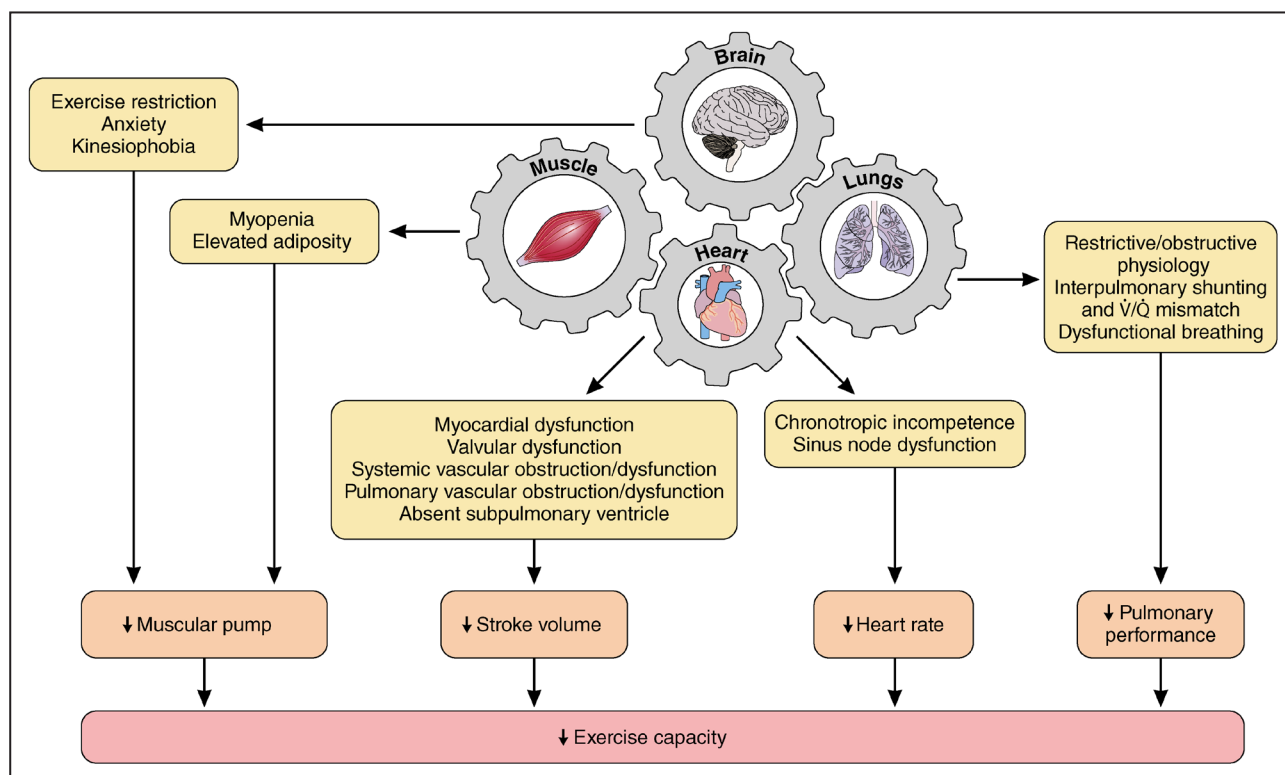 Brain
Exercise restriction
Anxiety
Kinesiophobia
Muscle
Lungs
Myopenia
Elevated adiposity
Heart
Restrictive/obstructive
physiology
Interpulmonary shunting
and V̇/Q̇ mismatch
Dysfunctional breathing
Myocardial dysfunction
Valvular dysfunction
Systemic vascular obstruction/dysfunction
Pulmonary vascular obstruction/dysfunction
Absent subpulmonary ventricle
Chronotropic incompetence
Sinus node dysfunction
↓ Muscular pump
↓ Stroke volume
↓ Heart rate
↓ Pulmonary
performance
↓ Exercise capacity